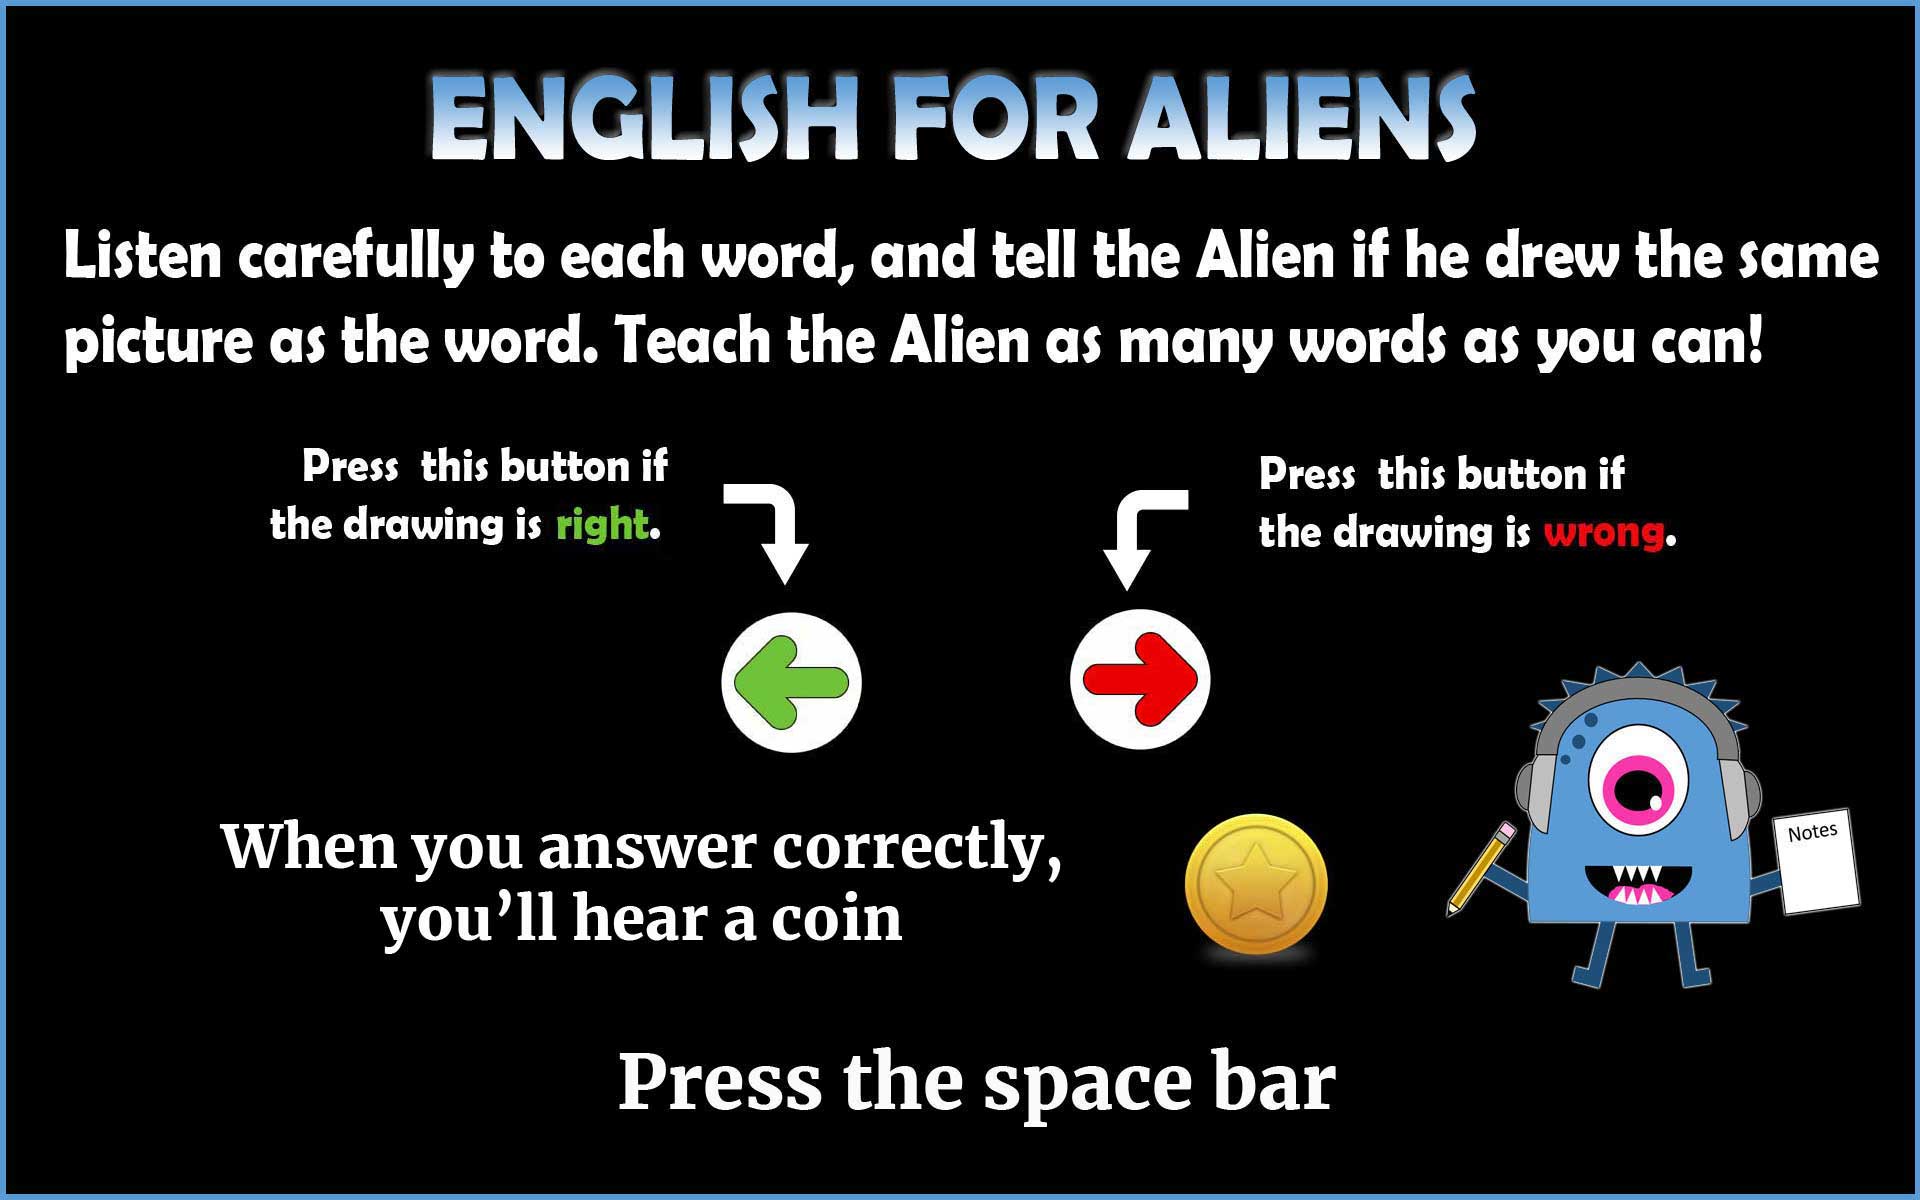 ENGLISH FOR ALIENS
Listen carefully to each word, and tell the Alien if he drew the same
picture as the word. Teach the Alien as many words as you can!
Press this button if
the drawing is right.
Press this button if
the drawing is wrong.
When you answer correctly,
you’ll hear a coin
Notes
Press the space bar